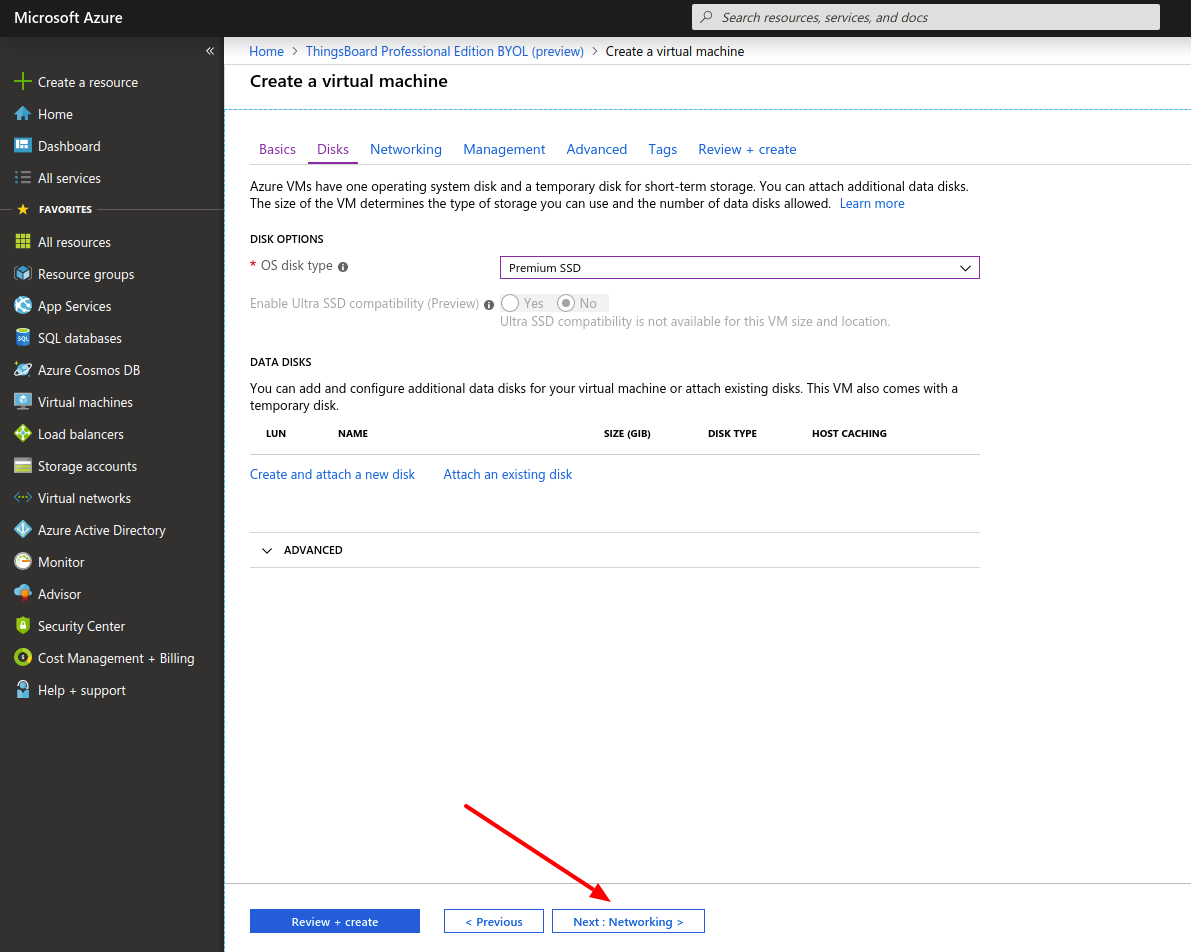 Microsoft Azure
Search resources, services, and docs
«
Create a resource
Home
Dashboard
All services
FAVORITES
All resources
Resource groups
App Services
SQL
SQL databases
Azure Cosmos DB
Virtual machines
Load balancers
Storage accounts
Virtual networks
Azure Active Directory
Monitor
Advisor
Security Center
Cost Management + Billing
Help + support
Home > ThingsBoard Professional Edition BYOL (preview) > Create a virtual machine
Create a virtual machine
Basics Disks Networking Management Advanced Tags Review + create
Azure VMs have one operating system disk and a temporary disk for short-term storage. You can attach additional data disks.
The size of the VM determines the type of storage you can use and the number of data disks allowed. Learn more
DISK OPTIONS
* OS disk type
Premium SSD
Enable Ultra SSD compatibility (Preview)
Yes No
Ultra SSD compatibility is not available for this VM size and location.
DATA DISKS
You can add and configure additional data disks for your virtual machine or attach existing disks. This VM also comes with a
temporary disk.
LUN NAME SIZE (GIB) DISK TYPE HOST CACHING
Create and attach a new disk Attach an existing disk
ADVANCED
Review + create < Previous Next : Networking >